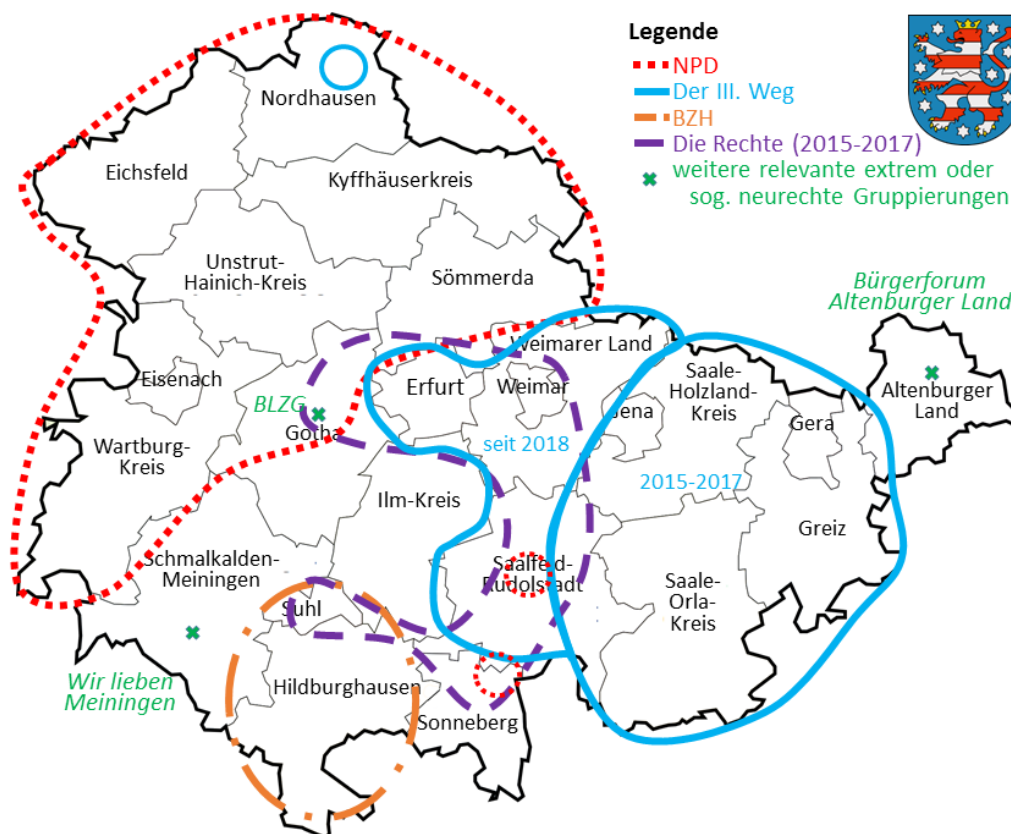 Legende
NPD
Der III. Weg
BZH
Die Rechte (2015-2017)
weitere relevante extrem oder
sog. neurechte Gruppierungen
Nordhausen
Eichsfeld
Kyffhäuserkreis
Unstrut-
Hainich-Kreis
Sömmerda
Bürgerforum
Altenburger Land
Weimarer Land
Eisenach
Erfurt
Weimar
Saale-
Holzland-
Kreis
Altenburger
Land
Jena
Gera
BLZG
Gotha
Wartburg-
Kreis
seit 2018
2015-2017
Ilm-Kreis
Greiz
Schmalkalden-
Meiningen
Saalfeld-
Rudolstadt
Saale-
Orla-
Kreis
Suhl
Wir lieben
Meiningen
Hildburghausen
Sonneberg